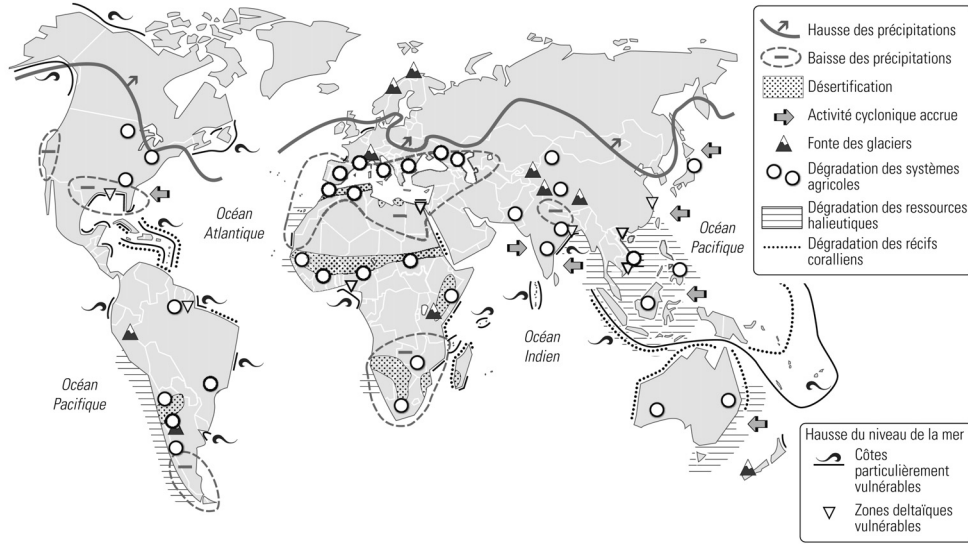 Hausse des précipitations
Baisse des précipitations
Désertification
Activité cyclonique accrue
Fonte des glaciers
Dégradation des systèmes
agricoles
Dégradation des ressources
halieutiques
Dégradation des récifs
coralliens
Océan
Atlantique
Océan
Pacifique
Océan
Indien
Océan
Pacifique
Hausse du niveau de la mer
Côtes
particulièrement
vulnérables
Zones deltaïques
vulnérables